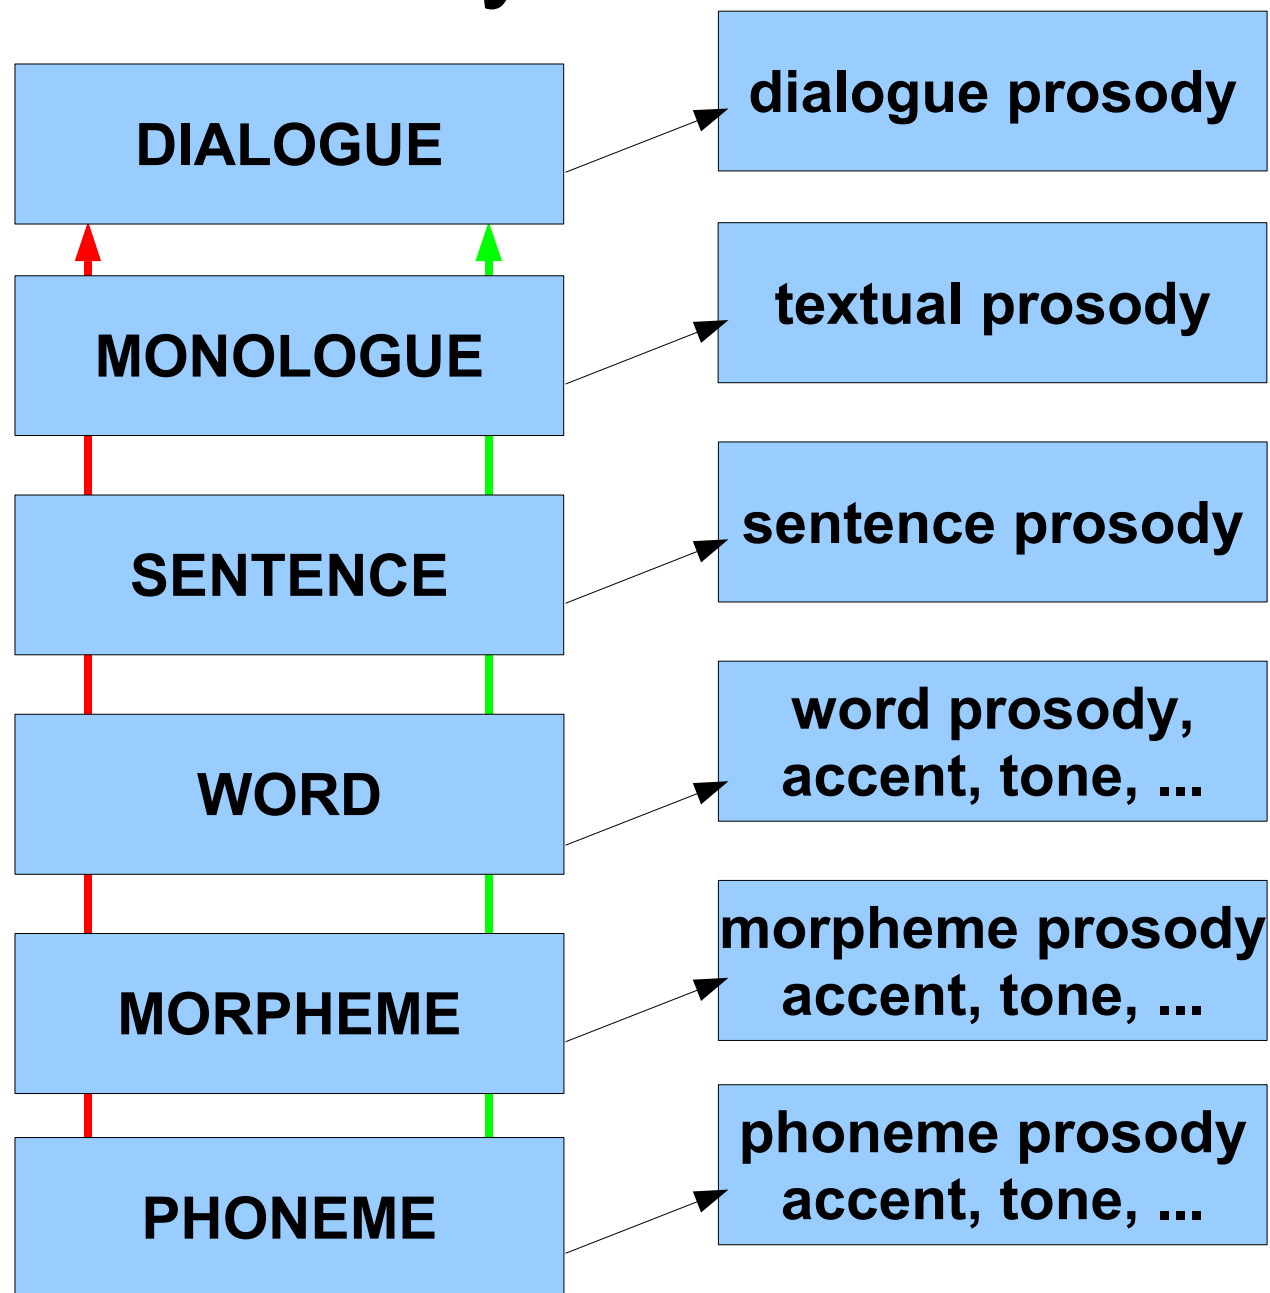 DIALOGUE
dialogue prosody
MONOLOGUE
textual prosody
SENTENCE
sentence prosody
WORD
word prosody,
accent, tone, ...
MORPHEME
morpheme prosody
accent, tone, ...
PHONEME
phoneme prosody
accent, tone, ...